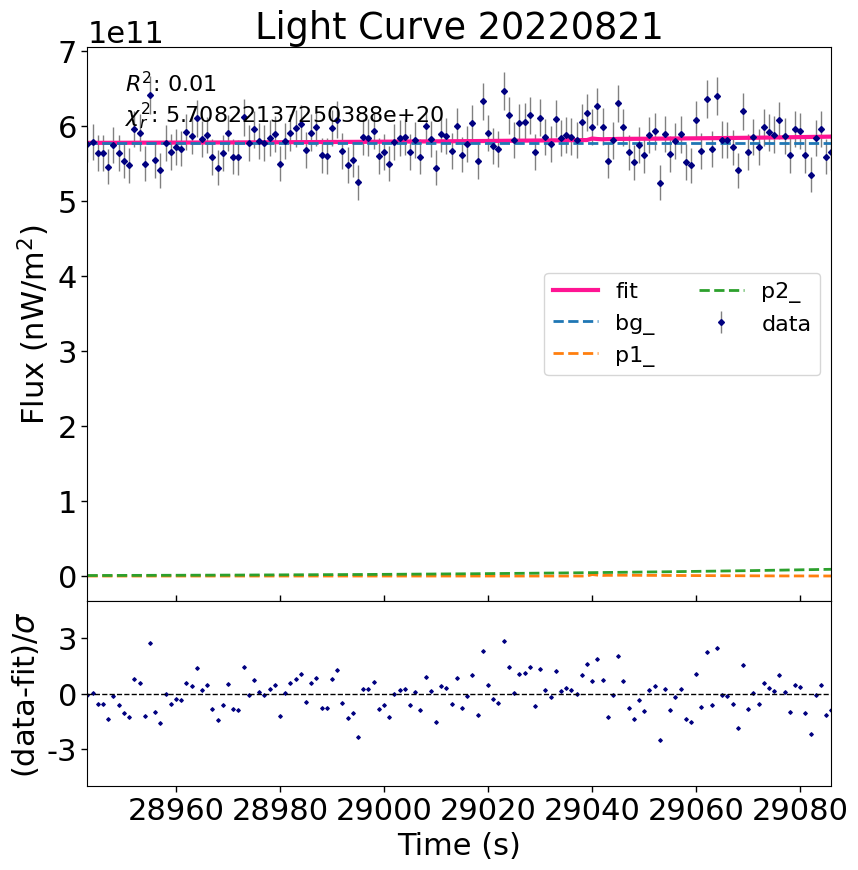 Light Curve 20220821
1e11
R²: 0.01
χ²ᵣ: 5.708221372503​88e+20
7
6
5
4
3
2
1
0
Flux (nW/m²)
fit
bg_
p1_
p2_
data
3
0
-3
(data-fit)/σ
28960 28980 29000 29020 29040 29060 29080
Time (s)